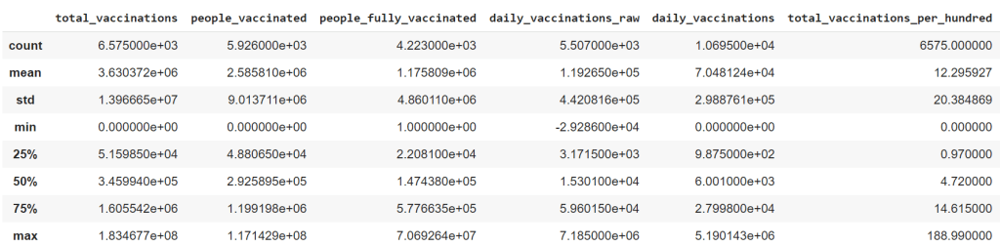 total_vaccinations people_vaccinated people_fully_vaccinated daily_vaccinations_raw daily_vaccinations total_vaccinations_per_hundred
count 6.575000e+03 5.926000e+03 4.223000e+03 5.507000e+03 1.069500e+04 6575.000000
mean 3.630372e+06 2.585810e+06 1.175809e+06 1.192650e+05 7.048124e+04 12.295927
std 1.396665e+07 9.013711e+06 4.860110e+06 4.420816e+05 2.988761e+05 20.384869
min 0.000000e+00 0.000000e+00 1.000000e+00 -2.928600e+04 0.000000e+00 0.000000
25% 5.159850e+04 4.880650e+04 2.208100e+04 3.171500e+03 9.875000e+02 0.970000
50% 3.459940e+05 2.925895e+05 1.474380e+05 1.530100e+04 6.001000e+03 4.720000
75% 1.605542e+06 1.199198e+06 5.776635e+05 5.960150e+04 2.799800e+04 14.615000
max 1.834677e+08 1.171429e+08 7.069264e+07 7.185000e+06 5.190143e+06 188.990000